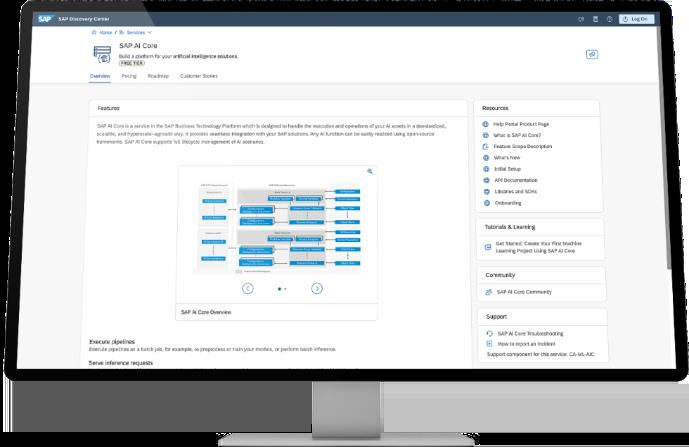 SAP SAP Discovery Center Log On
Home / Services
SAP AI Core
Build a platform for your artificial intelligence solutions.
FREE TIER
Overview Pricing Roadmap Customer Stories
Features
SAP AI Core is a service in the SAP Business Technology Platform which is designed to handle the execution and operations of your AI assets in a standardized,
scalable, and hyperscaler-agnostic way. It provides seamless integration with your SAP solutions. Any AI function can be easily realized using open-source
frameworks. SAP AI Core supports full lifecycle management of AI scenarios.
SAP AI Core Overview
Execute pipelines
Execute pipelines as a batch job, for example, to preprocess or train your models, or perform batch inference.
Serve inference requests
Resources
Help Portal Product Page
What is SAP AI Core?
Feature Scope Description
What's New
Initial Setup
API Documentation
Libraries and SDKs
Onboarding
Tutorials & Learning
Get Started: Create Your First Machine
Learning Project Using SAP AI Core
Community
SAP AI Core Community
Support
SAP AI Core Troubleshooting
How to report an Incident
Support component for this service: CA-ML-AIC